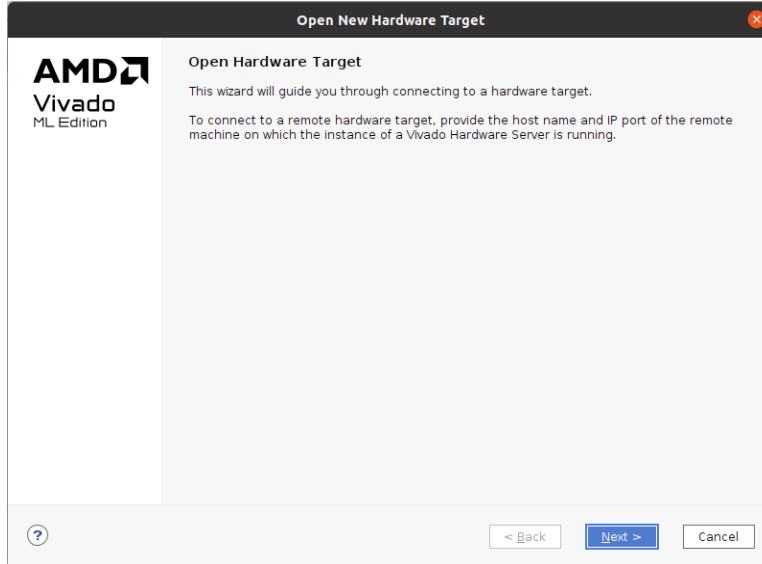 Open New Hardware Target
AMD
Vivado
ML Edition
Open Hardware Target
This wizard will guide you through connecting to a hardware target.
To connect to a remote hardware target, provide the host name and IP port of the remote
machine on which the instance of a Vivado Hardware Server is running.
?
< Back
Next >
Cancel